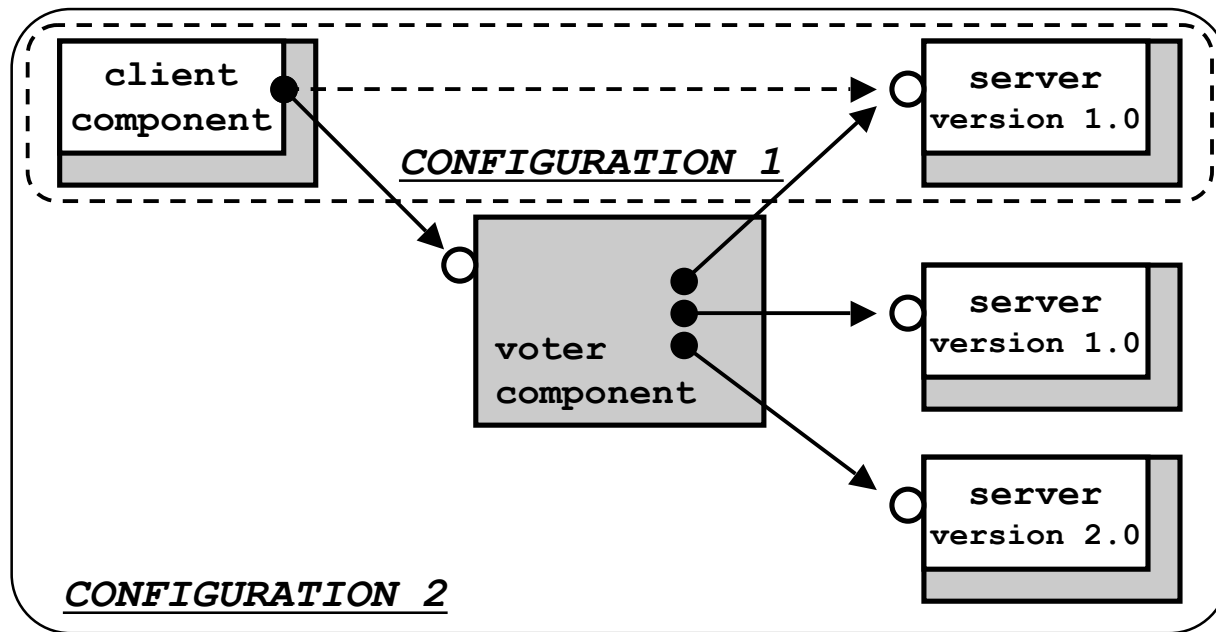 client
component
server
version 1.0
CONFIGURATION 1
voter
component
server
version 1.0
server
version 2.0
CONFIGURATION 2